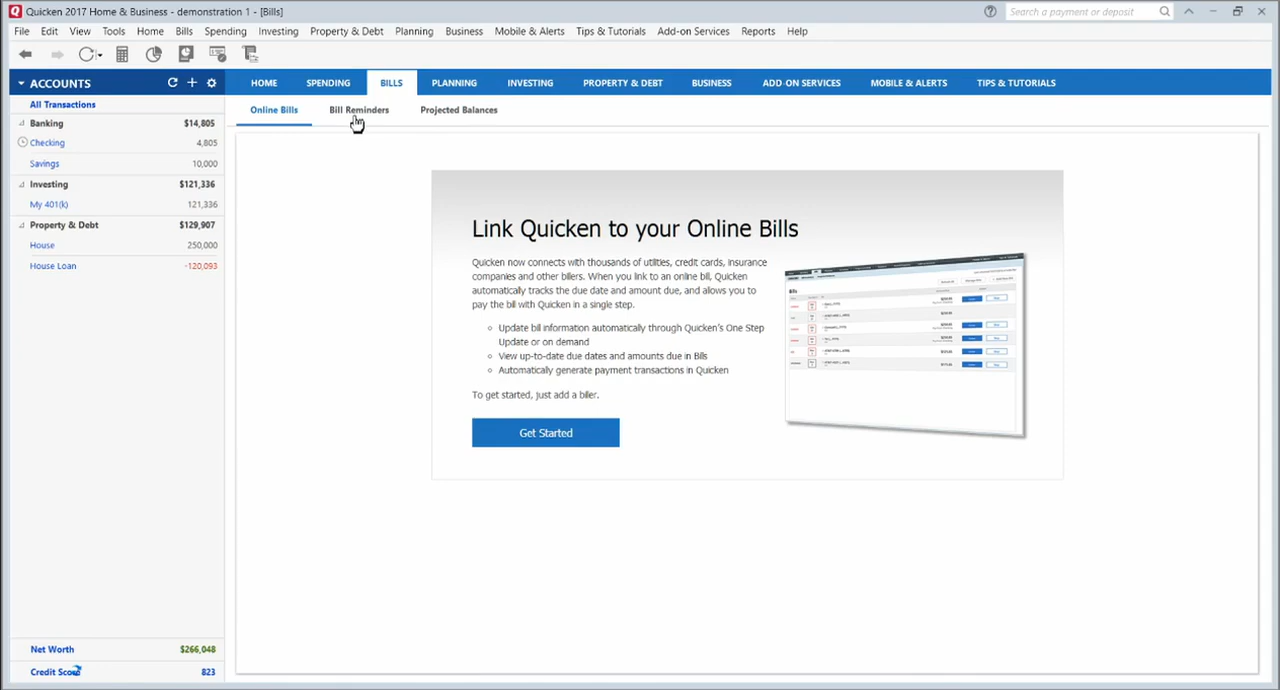 Quicken 2017 Home & Business - demonstration 1 - [Bills]
Search a payment or deposit
File Edit View Tools Home Bills Spending Investing Property & Debt Planning Business Mobile & Alerts Tips & Tutorials Add-on Services Reports Help
ACCOUNTS
HOME SPENDING BILLS PLANNING INVESTING PROPERTY & DEBT BUSINESS ADD-ON SERVICES MOBILE & ALERTS TIPS & TUTORIALS
All Transactions
Banking $14,805
Checking 4,805
Savings 10,000
Investing $121,336
My 401(k) 121,336
Property & Debt $129,907
House 250,000
House Loan -120,093
Net Worth $266,048
Credit Score 823
Online Bills Bill Reminders Projected Balances
Link Quicken to your Online Bills
Quicken now connects with thousands of utilities, credit cards, insurance
companies and other billers. When you link to an online bill, Quicken
automatically tracks the due date and amount due, and allows you to
pay the bill with Quicken in a single step.
Update bill information automatically through Quicken's One Step
Update or on demand
View up-to-date due dates and amounts due in Bills
Automatically generate payment transactions in Quicken
To get started, just add a biller.
Get Started
Bills